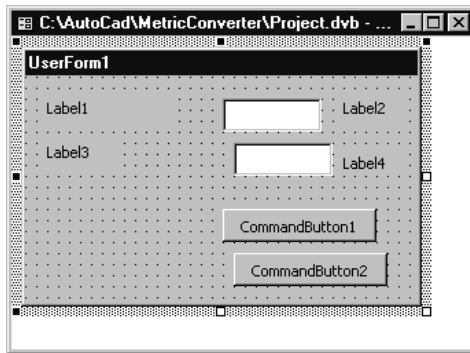 C:\AutoCad\MetricConverter\Project.dvb - ...
UserForm1
Label1
Label2
Label3
Label4
CommandButton1
CommandButton2